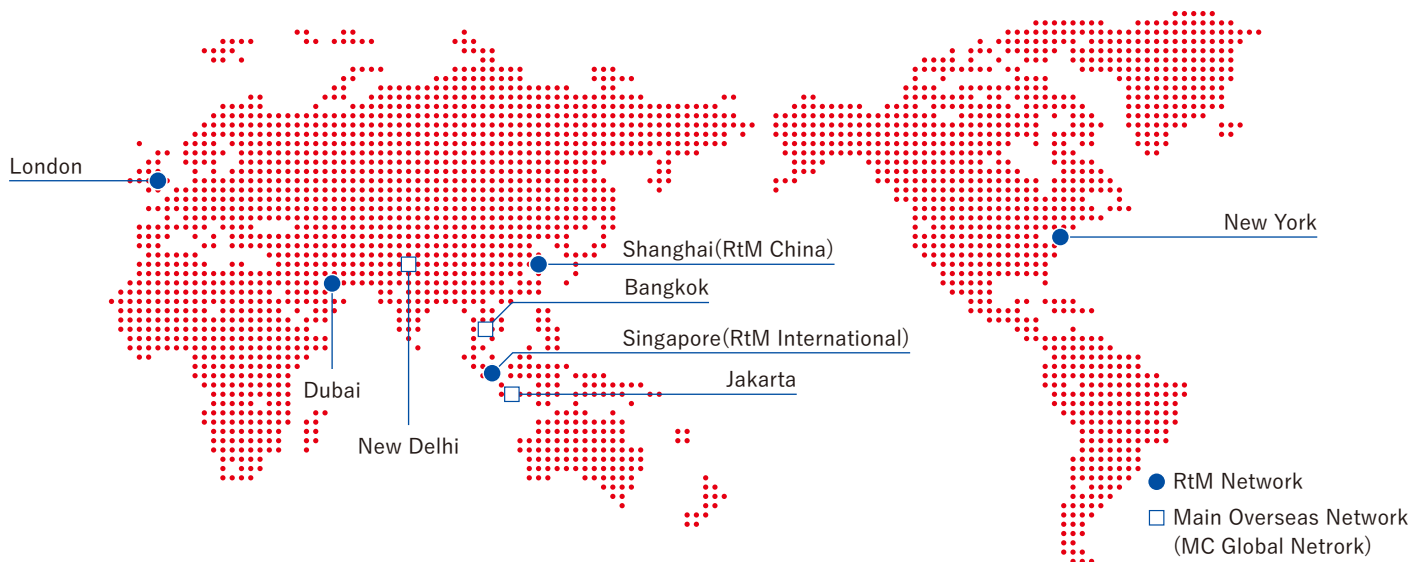 London
New York
Shanghai(RtM China)
Bangkok
Singapore(RtM International)
Jakarta
Dubai
New Delhi
RtM Network
Main Overseas Network
(MC Global Netrork)